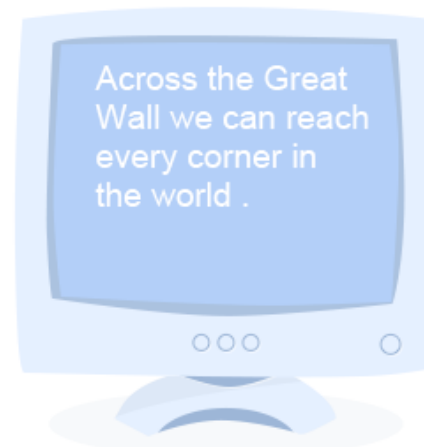 Across the Great
Wall we can reach
every corner in
the world .